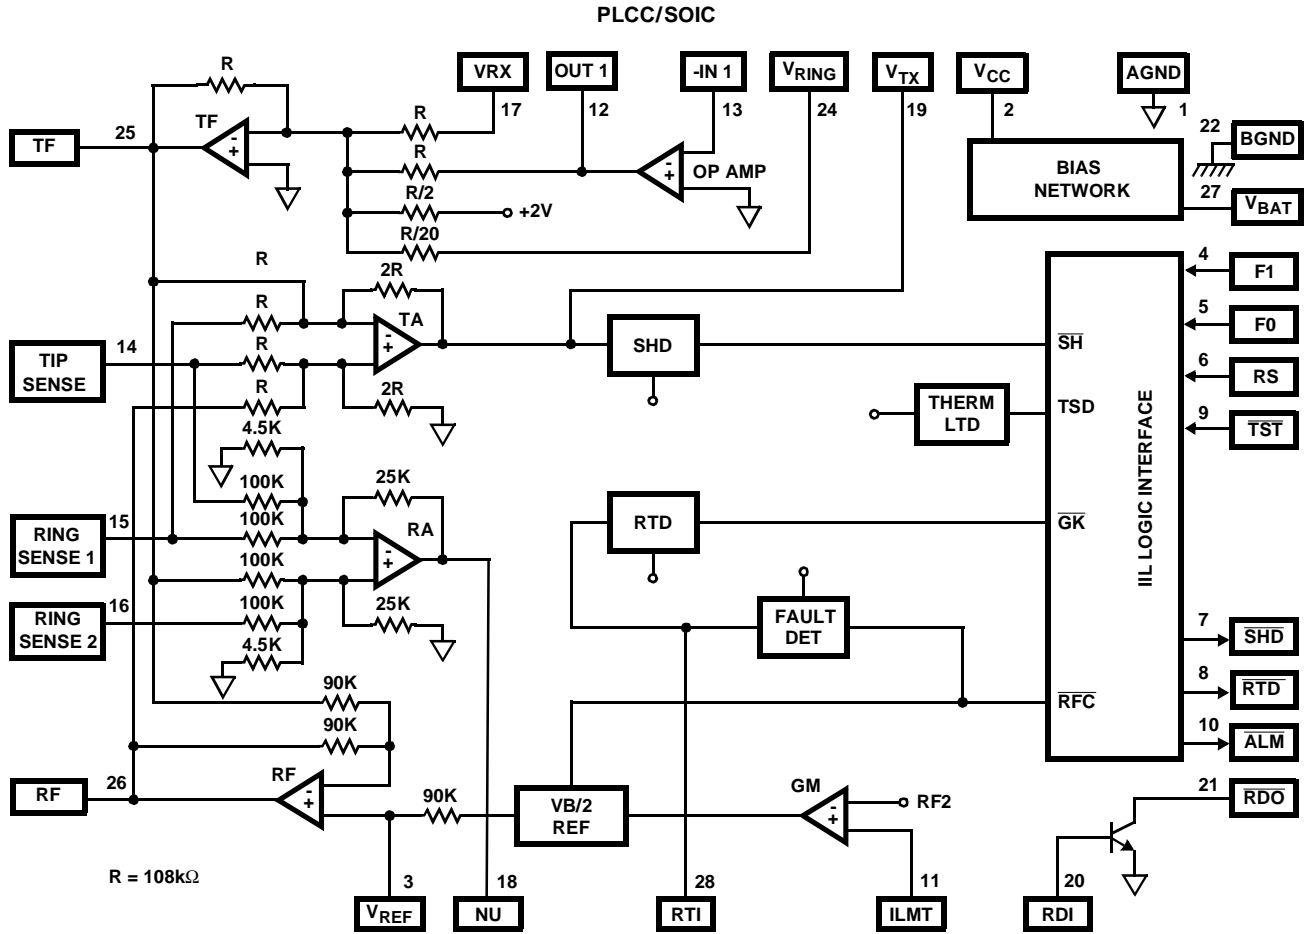 PLCC/SOIC
R
VRX
OUT 1
-IN 1
VRING
VTX
VCC
AGND
17
12
13
24
19
2
1
22
BGND
TF
25
TF
-
+
R
R
R/2
+2V
R/20
-
+
OP AMP
BIAS
NETWORK
27
VBAT
R
2R
R
TA
-
+
TIP
SENSE
14
R
2R
R
SHD
SH
THERM
LTD
TSD
4
F1
5
F0
6
RS
9
TST
IIL LOGIC INTERFACE
4.5K
100K
25K
RING
SENSE 1
15
100K
RA
-
+
100K
RING
SENSE 2
16
100K
25K
4.5K
RTD
GK
FAULT
DET
RFC
7
SHD
8
RTD
10
ALM
90K
90K
RF
26
RF
-
+
90K
VB/2
REF
GM
-
+
RF2
21
RDO
R = 108kΩ
3
18
28
11
20
VREF
NU
RTI
ILMT
RDI